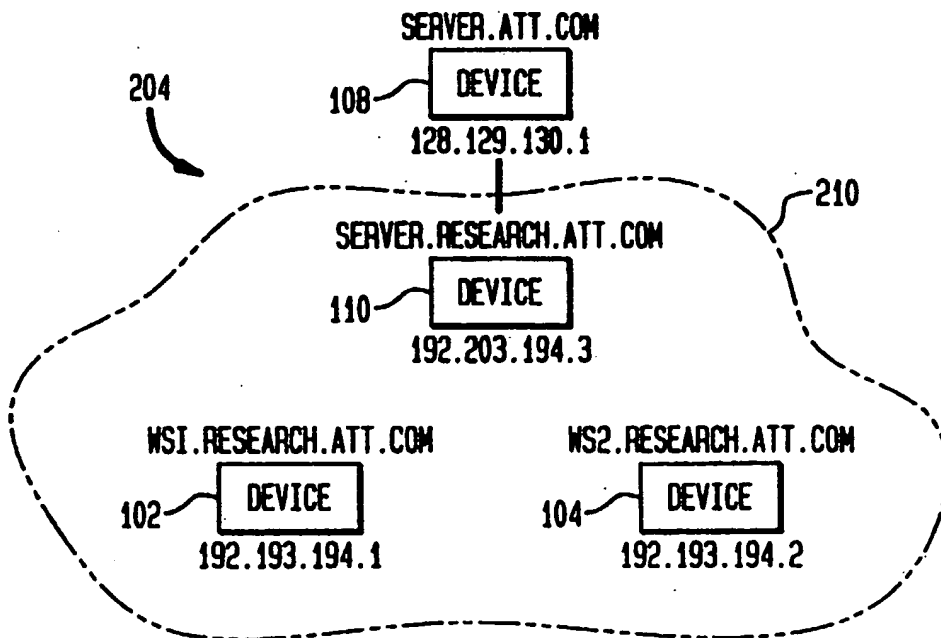 SERVER.ATT.COM
204
DEVICE
108
128.129.130.1
210
SERVER.RESEARCH.ATT.COM
DEVICE
110
192.203.194.3
WSI.RESEARCH.ATT.COM
WS2.RESEARCH.ATT.COM
DEVICE
DEVICE
102
104
192.193.194.1
192.193.194.2